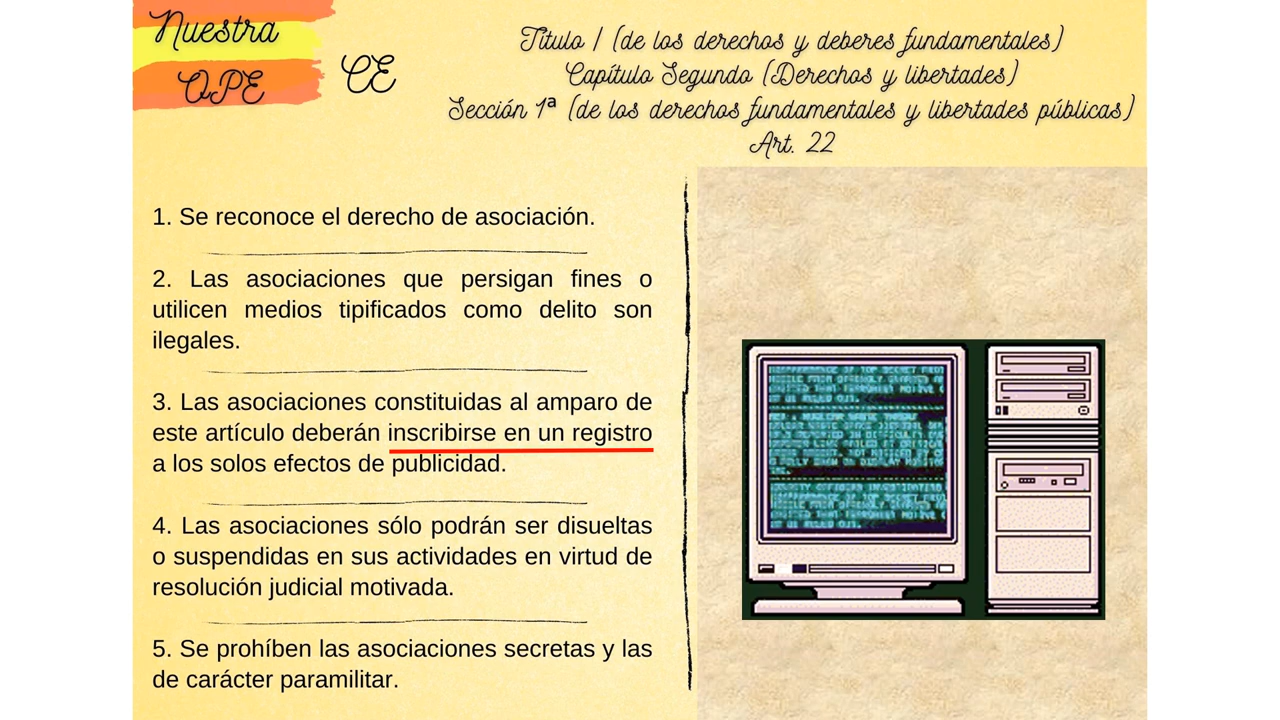 Nuestra
OPE
CE
Título I (de los derechos y deberes fundamentales)
Capítulo Segundo (Derechos y libertades)
Sección 1ª (de los derechos fundamentales y libertades públicas)
Art. 22
1. Se reconoce el derecho de asociación.
2. Las asociaciones que persigan fines o
utilicen medios tipificados como delito son
ilegales.
3. Las asociaciones constituidas al amparo de
este artículo deberán inscribirse en un registro
a los solos efectos de publicidad.
4. Las asociaciones sólo podrán ser disueltas
o suspendidas en sus actividades en virtud de
resolución judicial motivada.
5. Se prohíben las asociaciones secretas y las
de carácter paramilitar.